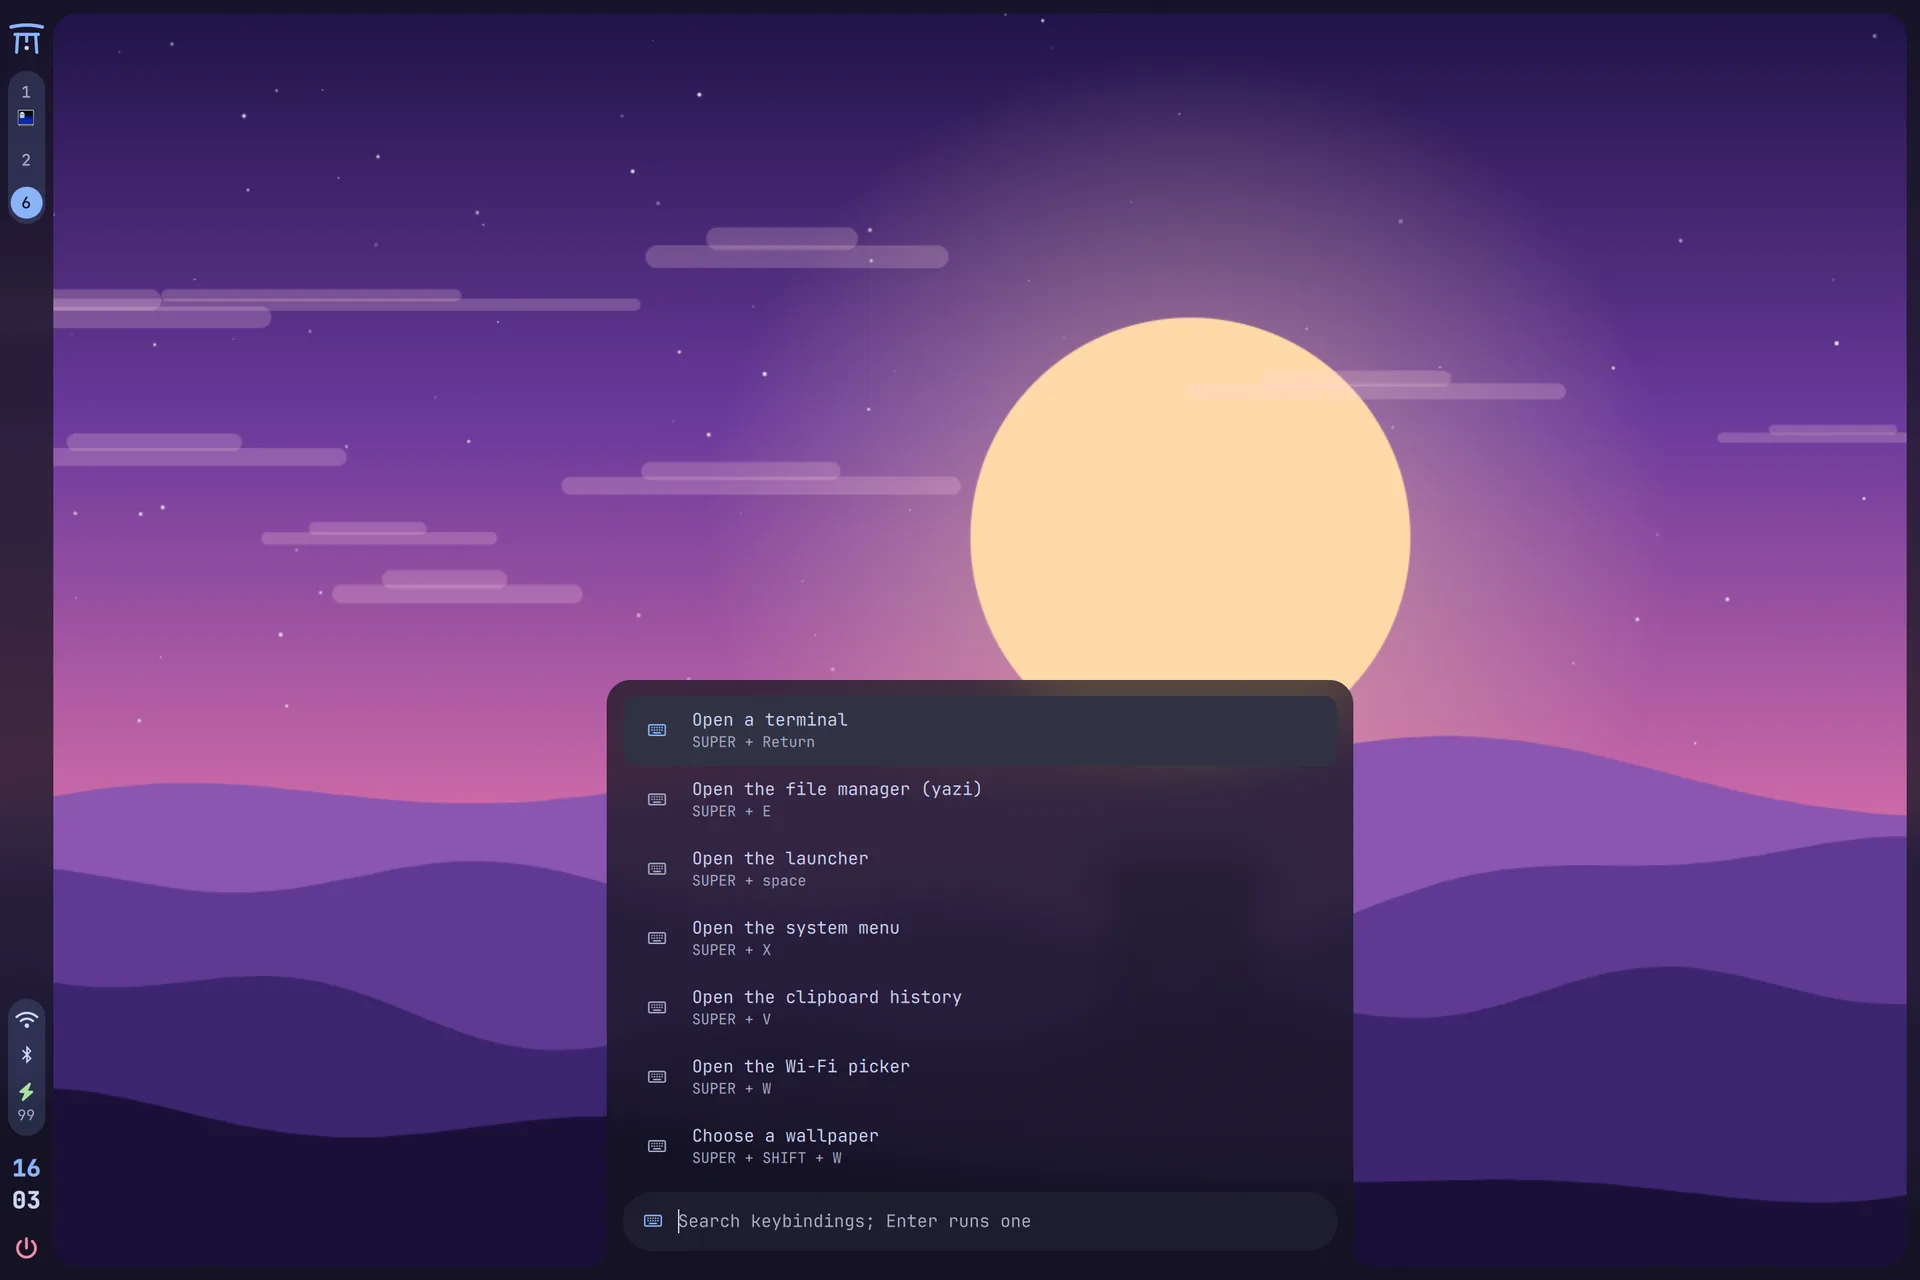 1
2
6
99
16
03
Open a terminal
SUPER + Return
Open the file manager (yazi)
SUPER + E
Open the launcher
SUPER + space
Open the system menu
SUPER + X
Open the clipboard history
SUPER + V
Open the Wi-Fi picker
SUPER + W
Choose a wallpaper
SUPER + SHIFT + W
Search keybindings; Enter runs one